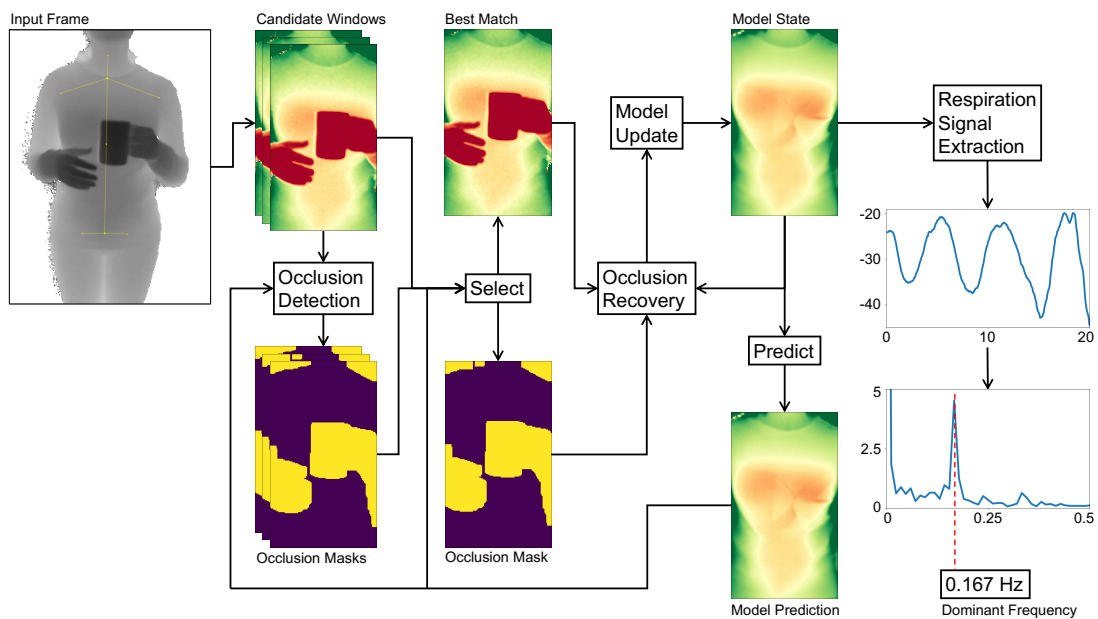 Input Frame
Candidate Windows
Best Match
Model State
Model
Update
Respiration
Signal
Extraction
Occlusion
Detection
Select
Occlusion
Recovery
Predict
-20
-30
-40
0
10
20
5
2.5
0
0
0.25
0.5
Occlusion Masks
Occlusion Mask
0.167 Hz
Model Prediction
Dominant Frequency